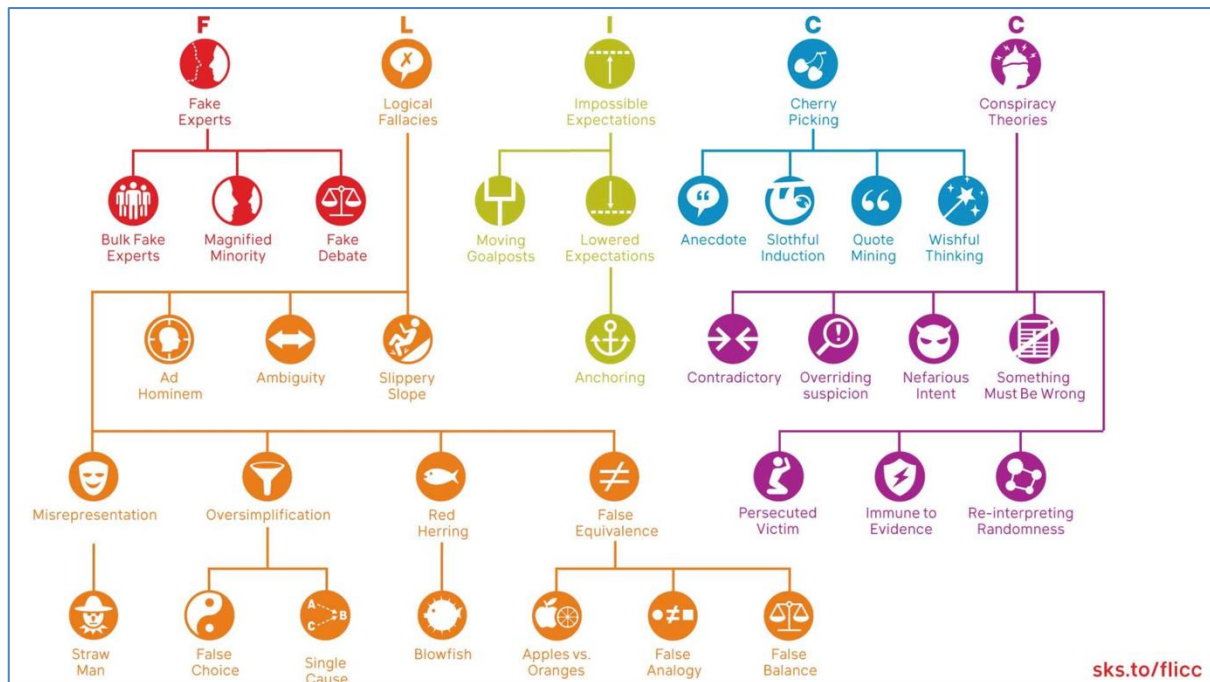 F
L
I
C
C
Fake
Experts
Logical
Fallacies
Impossible
Expectations
Cherry
Picking
Conspiracy
Theories
Bulk Fake
Experts
Magnified
Minority
Fake
Debate
Moving
Goalposts
Lowered
Expectations
Anecdote
Slothful
Induction
Quote
Mining
Wishful
Thinking
Ad
Hominem
Ambiguity
Slippery
Slope
Anchoring
Contradictory
Overriding
suspicion
Nefarious
Intent
Something
Must Be Wrong
Misrepresentation
Oversimplification
Red
Herring
False
Equivalence
Persecuted
Victim
Immune to
Evidence
Re-interpreting
Randomness
A
B
C
Straw
Man
False
Choice
Single
Cause
Blowfish
Apples vs.
Oranges
False
Analogy
False
Balance
sks.to/flicc